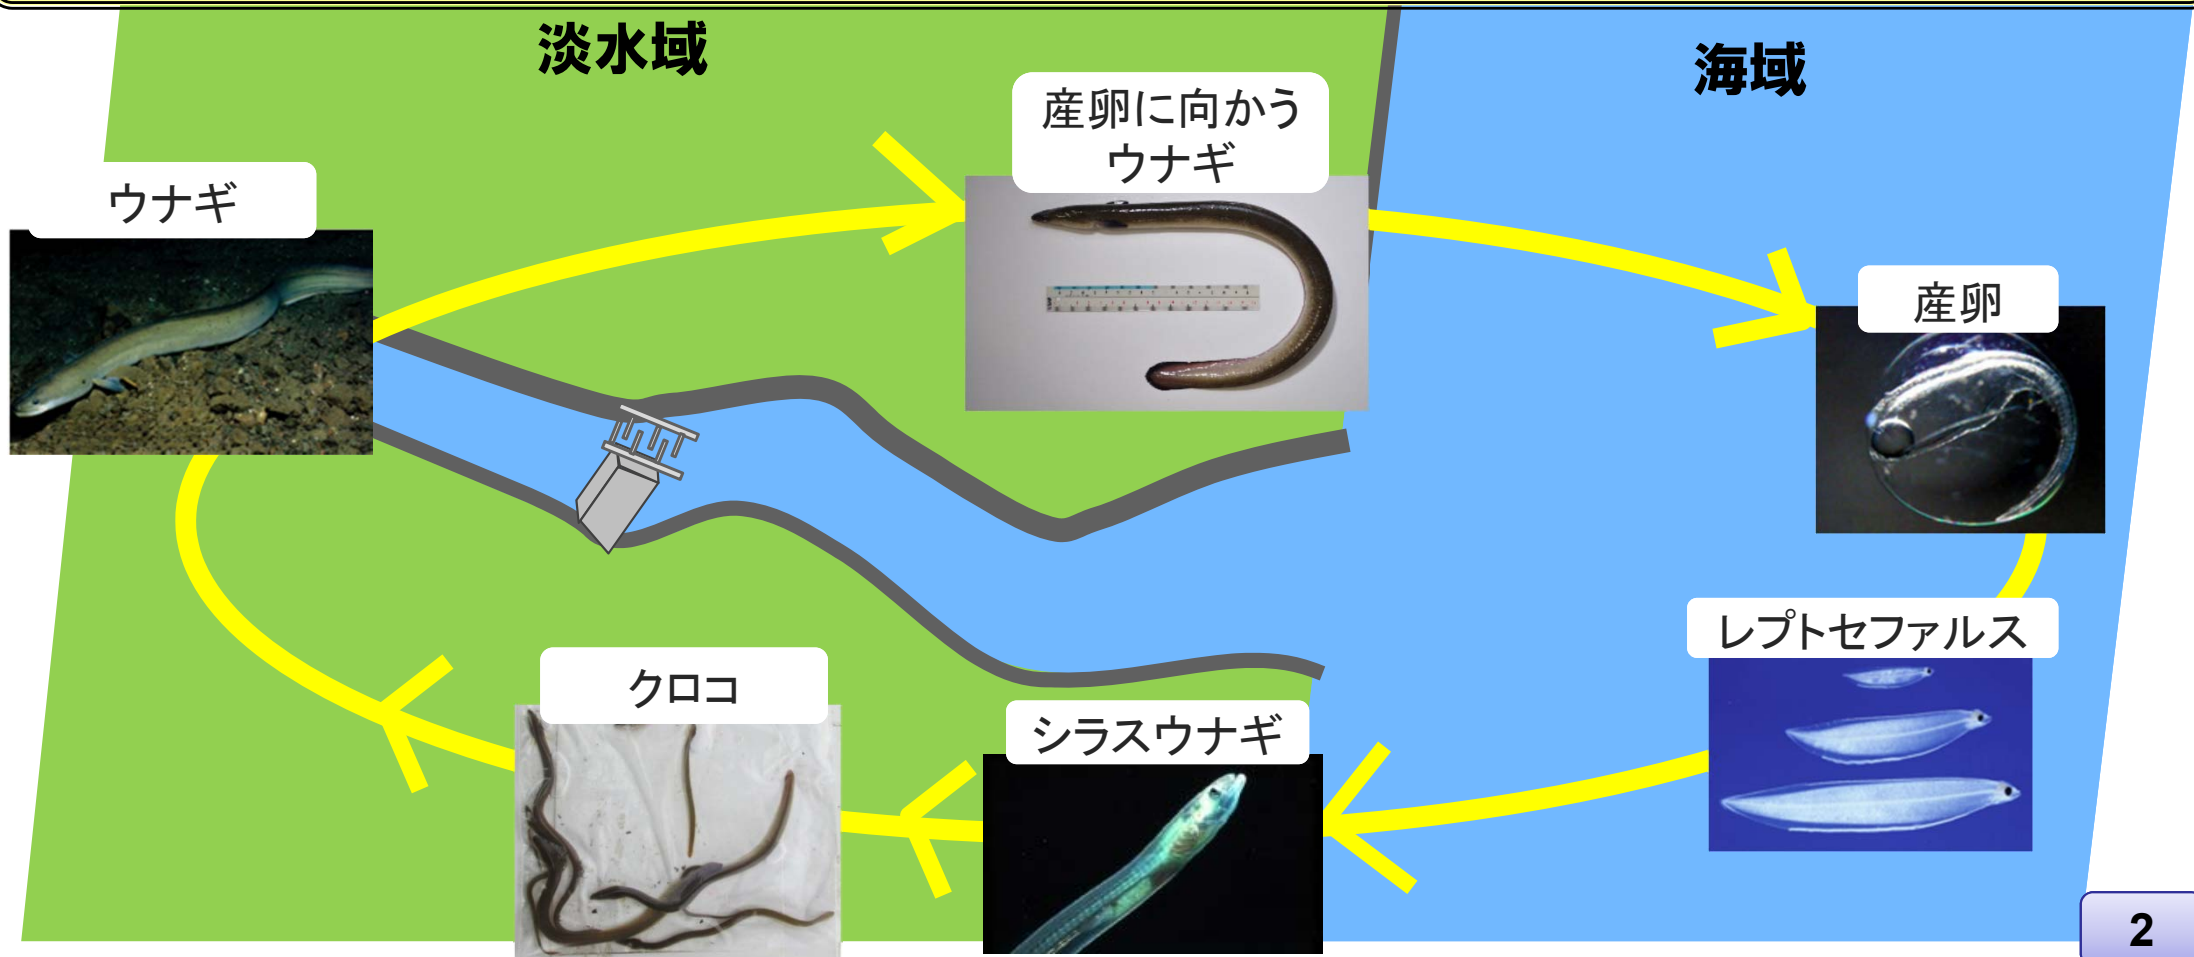 淡水域
海域
産卵に向かう
ウナギ
ウナギ
産卵
レプトセファルス
クロコ
シラスウナギ
2